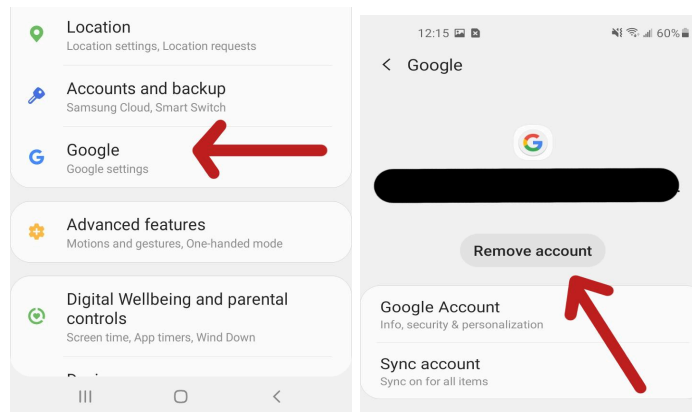 Location
Location settings, Location requests
Accounts and backup
Samsung Cloud, Smart Switch
Google
Google settings
Advanced features
Motions and gestures, One-handed mode
Digital Wellbeing and parental
controls
Screen time, App timers, Wind Down
12:15 60%
Google
Remove account
Google Account
Info, security & personalization
Sync account
Sync on for all items